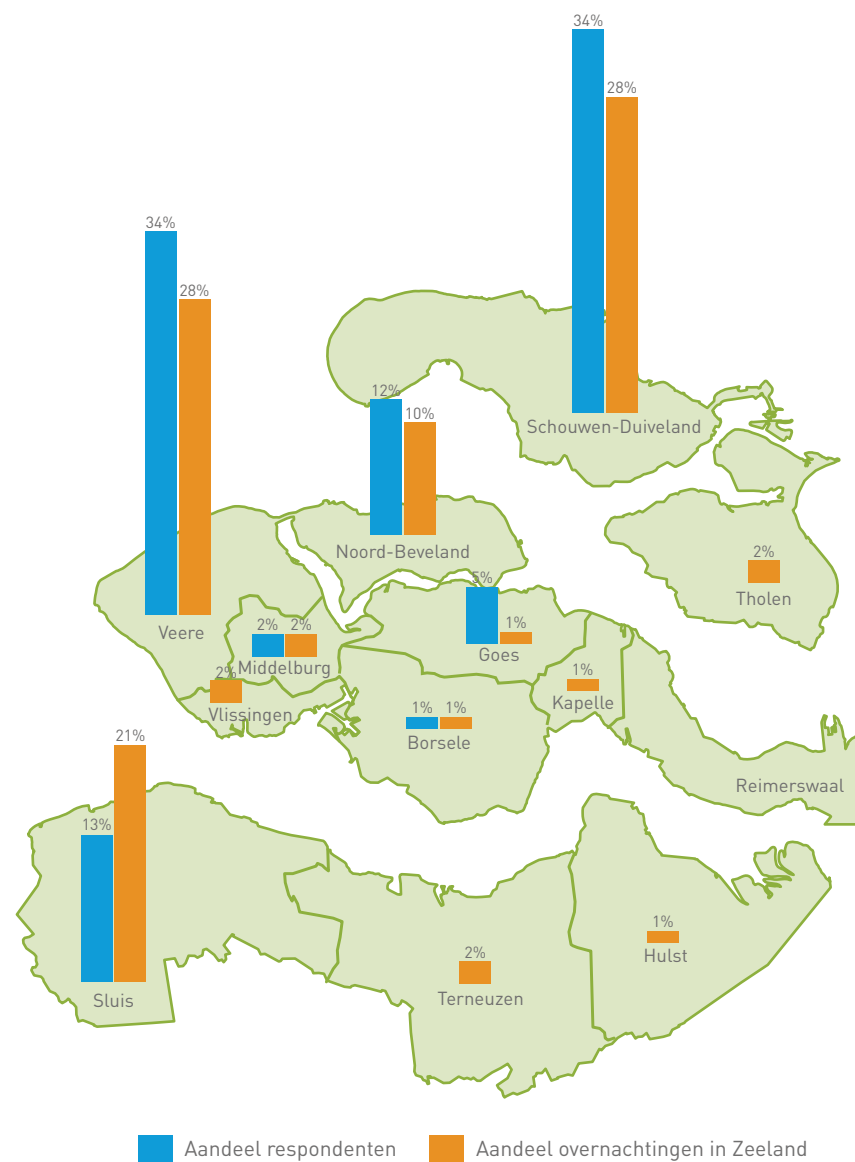 34%
28%
Schouwen-Duiveland
34%
28%
Veere
12%
10%
Noord-Beveland
2%
Tholen
5%
1%
Goes
2% 2%
Middelburg
2%
Vlissingen
1%
Kapelle
1% 1%
Borsele
Reimerswaal
21%
13%
Sluis
2%
Terneuzen
1%
Hulst
Aandeel respondenten Aandeel overnachtingen in Zeeland